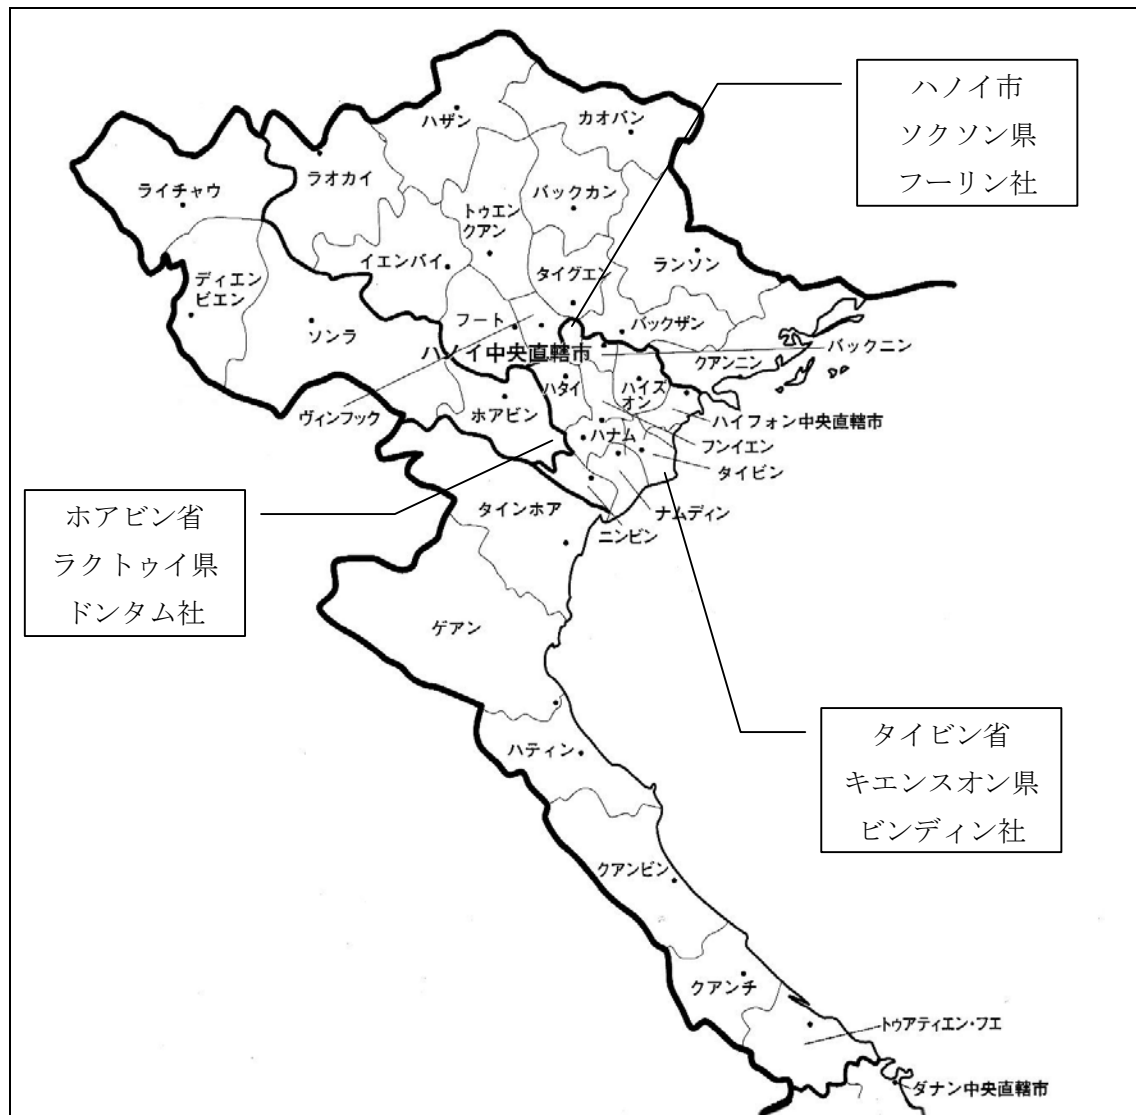 ハノイ市
ソクソン県
フーリン社
ハザン
カオバン
ラオカイ
ライチャウ
バックカン
トゥエン
クアン
イエンバイ
タイグエン
ランソン
ディエン
ビエン
ソンラ
フート
バックザン
ハノイ中央直轄市
バックニン
クアンニン
ハタイ
ハイズ
オン
ホアビン
ヴィンフック
ハイフォン中央直轄市
ハナム
フンイエン
タイビン
ナムディン
ニンビン
タインホア
ホアビン省
ラクトゥイ県
ドンタム社
ゲアン
タイビン省
キエンスオン県
ビンディン社
ハティン
クアンビン
クアンチ
トゥアティエン・フエ
ダナン中央直轄市